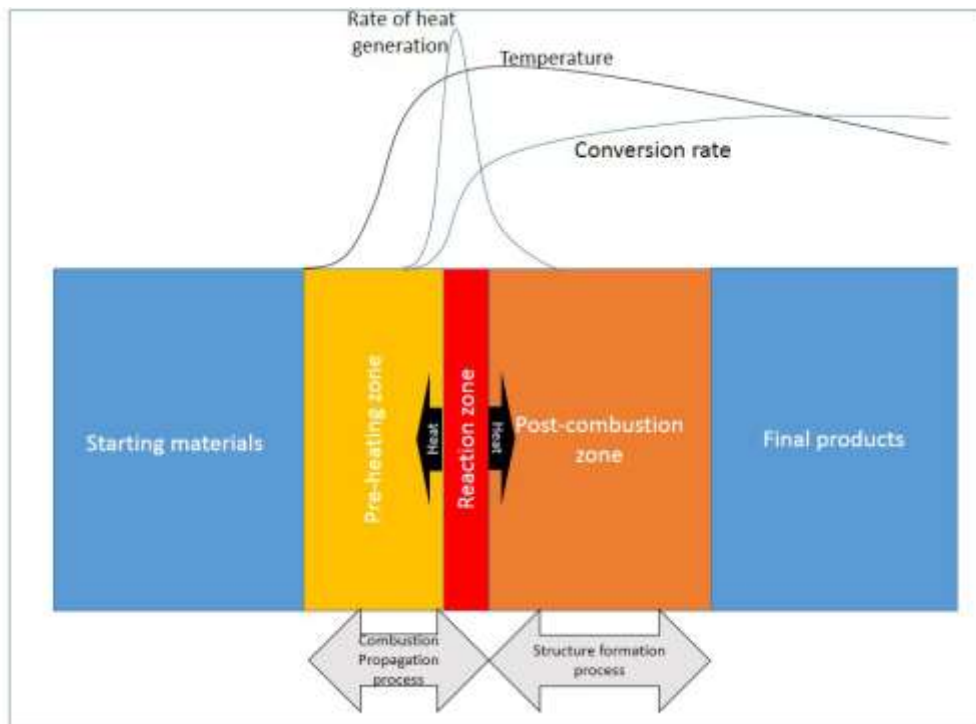 Rate of heat
generation
Temperature
Conversion rate
Starting materials
Pre-heating zone
Heat
Reaction zone
Heat
Post-combustion
zone
Final products
Combustion
Propagation
process
Structure formation
process